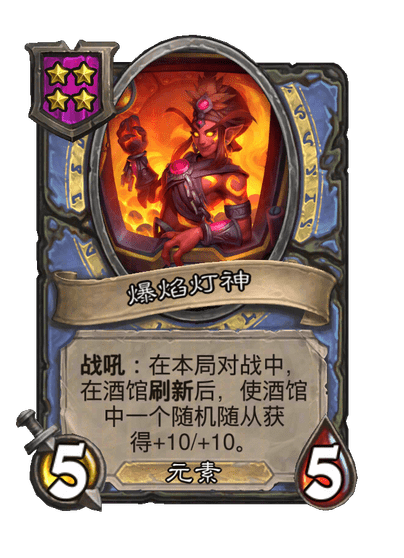 爆焰灯神
战吼：在本局对战中，
在酒馆刷新后，使酒馆
中一个随机随从获
得+10/+10。
5
元素
5